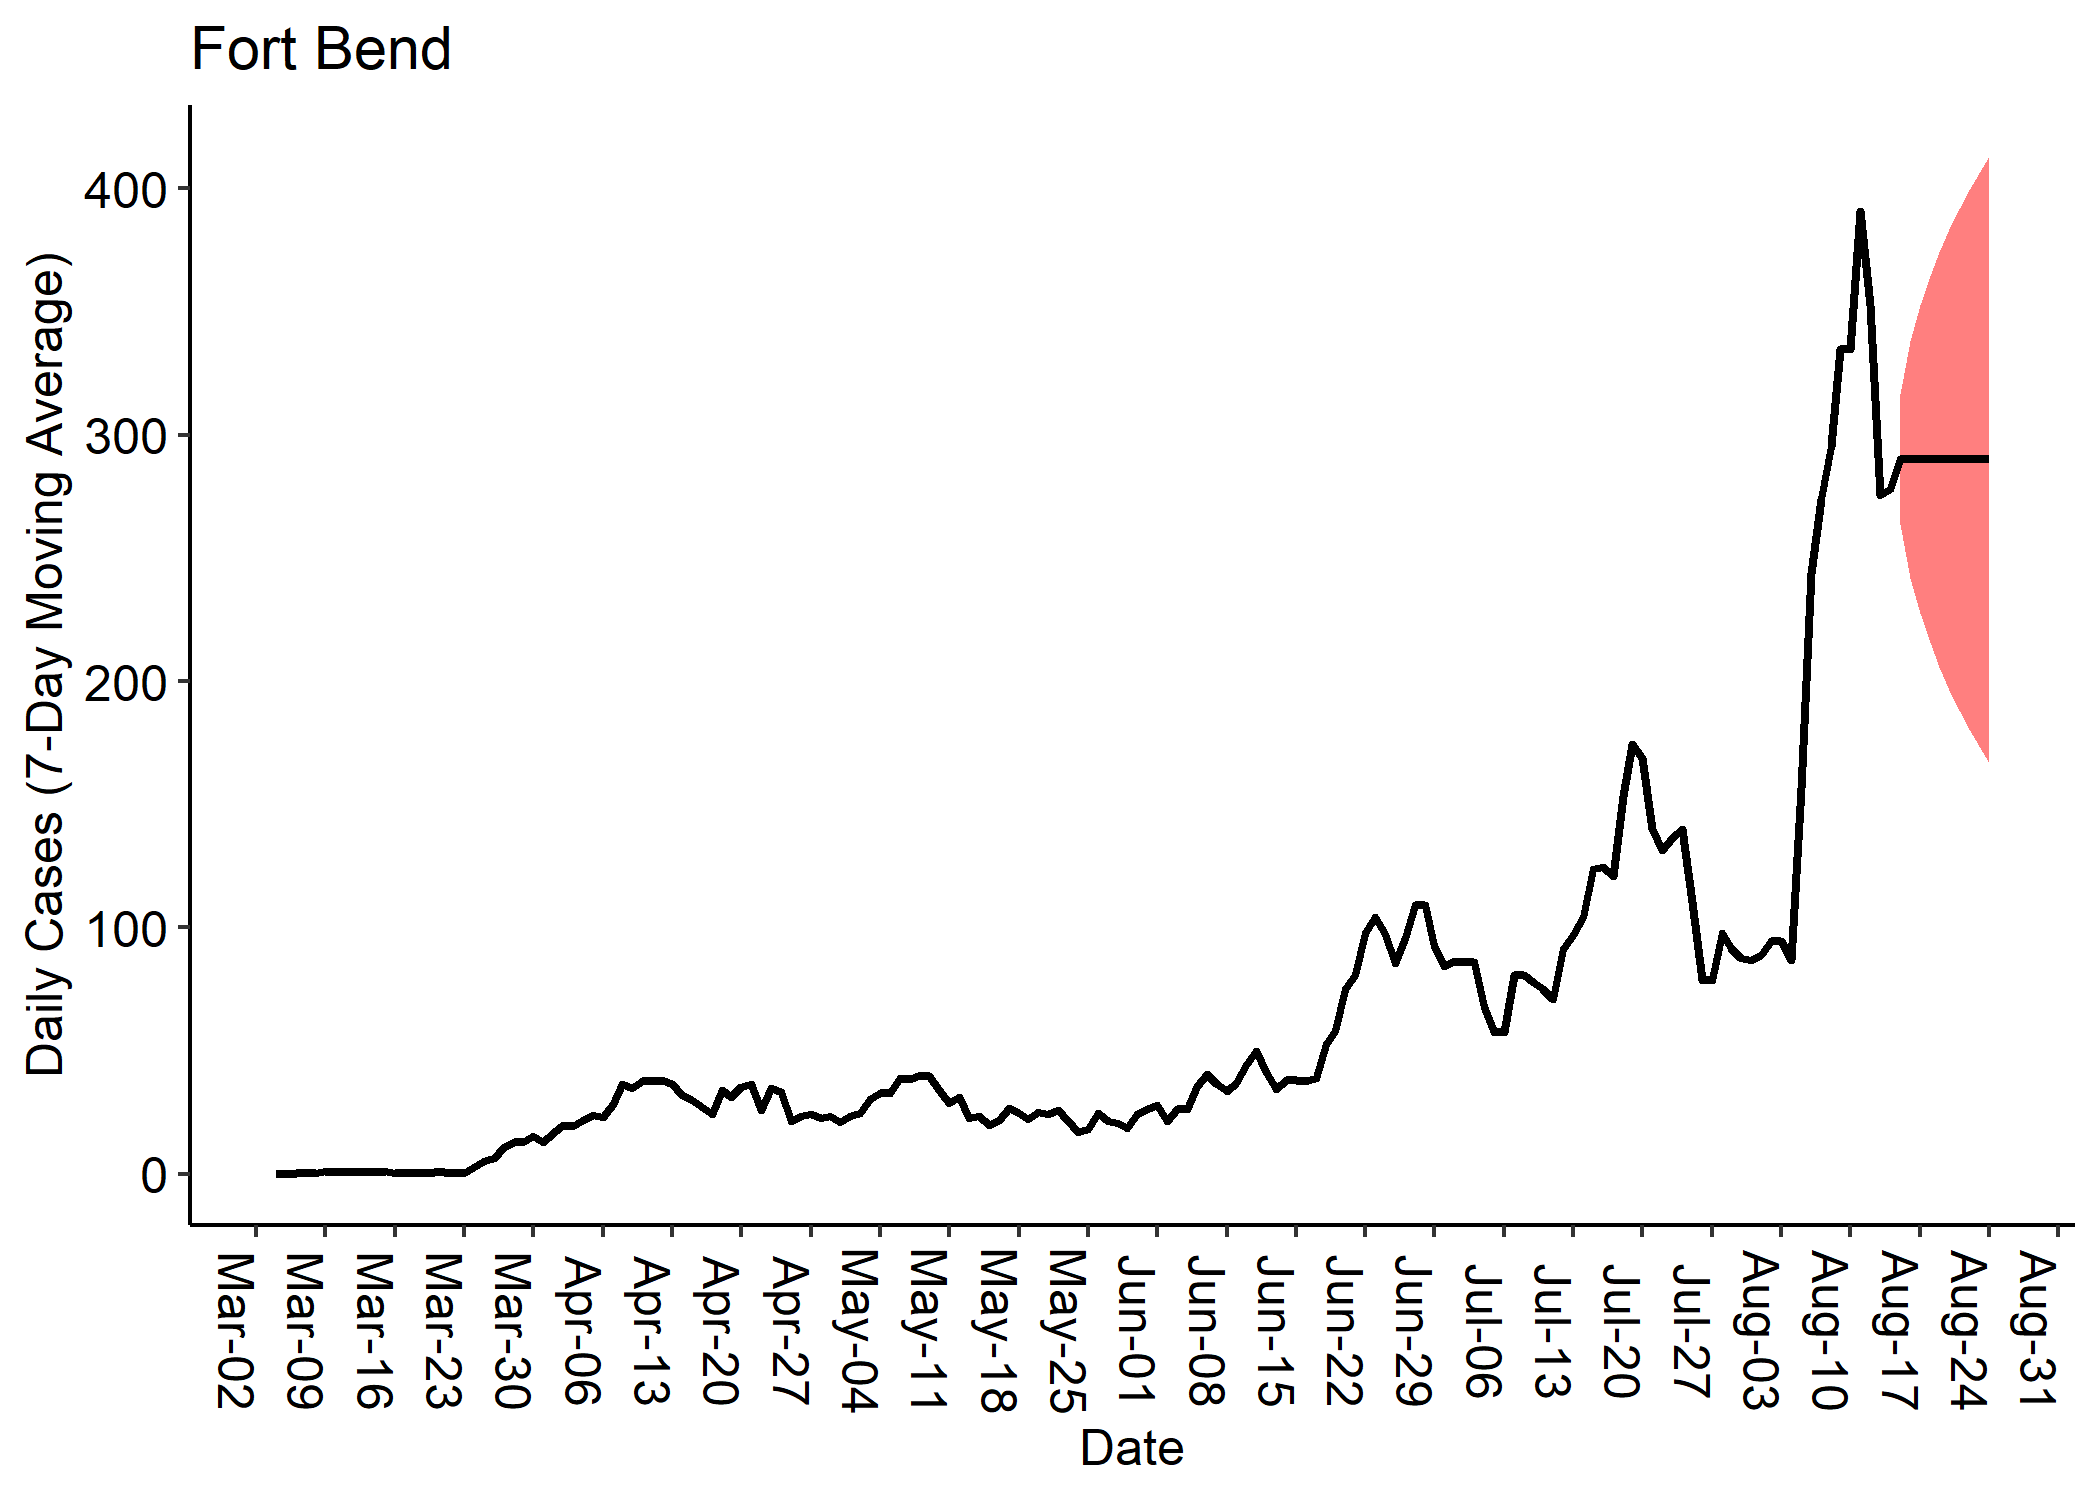 Fort Bend
Daily Cases (7-Day Moving Average)
400
300
200
100
0
Mar-02
Mar-09
Mar-16
Mar-23
Mar-30
Apr-06
Apr-13
Apr-20
Apr-27
May-04
May-11
May-18
May-25
Jun-01
Jun-08
Jun-15
Jun-22
Jun-29
Jul-06
Jul-13
Jul-20
Jul-27
Aug-03
Aug-10
Aug-17
Aug-24
Aug-31
Date